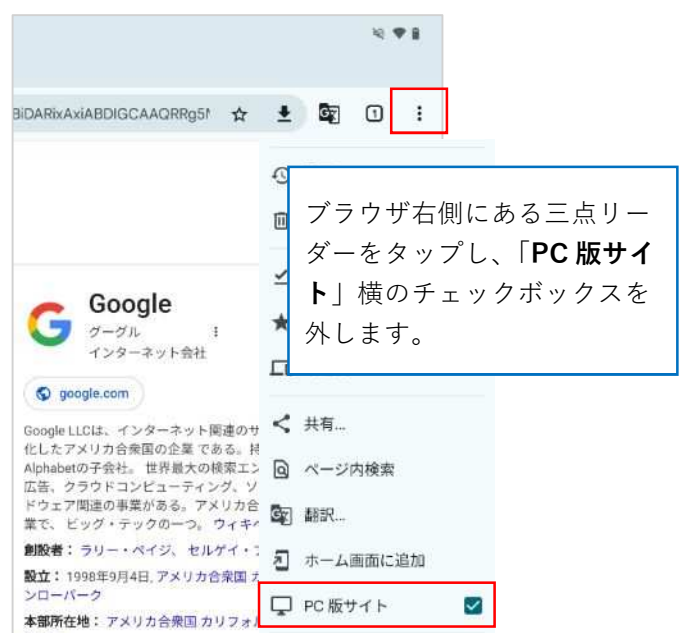 BiDARixAxiABDIGCAAQRRg5
1
ブラウザ右側にある三点リー
ダーをタップし、「PC 版サイ
ト」横のチェックボックスを
外します。
Google
グーグル
インターネット会社
google.com
Google LLCは、インターネット関連のサ
化したアメリカ合衆国の企業 である。持
Alphabetの子会社。 世界最大の検索エン
広告、クラウドコンピューティング、ソ
ドウェア関連の事業がある。アメリカ合
業で、 ビッグ・テックの一つ。 ウィキペ
創設者： ラリー・ペイジ、 セルゲイ・
設立： 1998年9月4日, アメリカ合衆国 カ
ンローパーク
本部所在地： アメリカ合衆国 カリフォル
共有...
ページ内検索
翻訳...
ホーム画面に追加
PC 版サイト